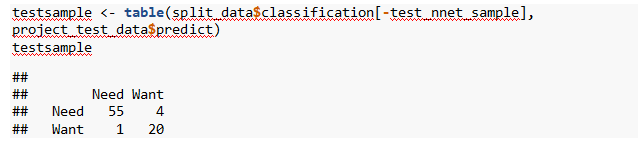 testsample <- table(split_data$classification[-test_nnet_sample],
project_test_data$predict)
testsample
##
## Need Want
## Need 55 4
## Want 1 20